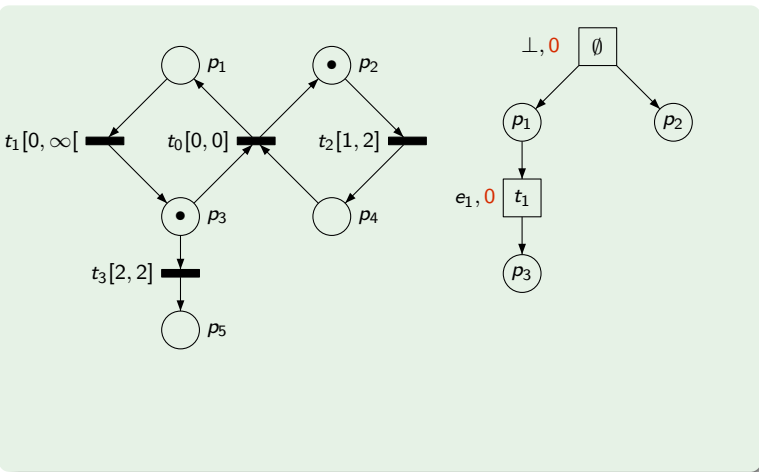 ⊥, 0 ∅
p1 p2
t1[0, ∞[ t0[0, 0] t2[1, 2]
p1 p2
e1, 0 t1
p3 p4
t3[2, 2]
p3
p5